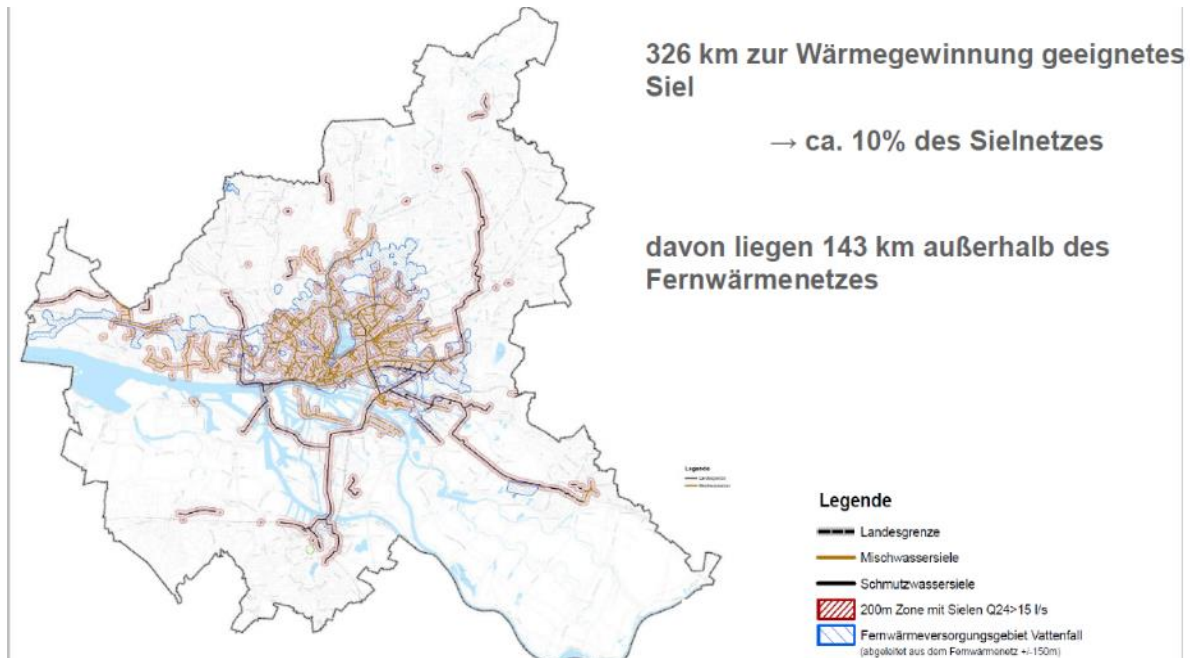 326 km zur Wärmegewinnung geeignetes
Siel
→ ca. 10% des Sielnetzes
davon liegen 143 km außerhalb des
Fernwärmenetzes
Legende
Legende
Landesgrenze
Mischwassersiele
Schmutzwassersiele
200m Zone mit Sielen Q24>15 l/s
Fernwärmeversorgungsgebiet Vattenfall
(abgeleitet aus dem Fernwärmenetz +/-150m)